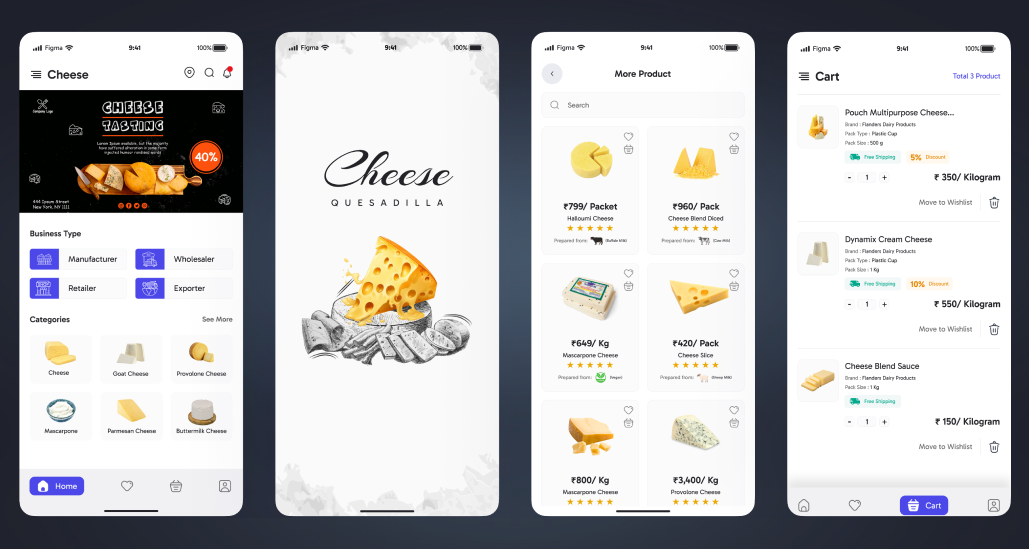 Figma
9:41
100%
Cheese
Company Logo
CHEESE
TASTING
Lorem Ipsum available, but the majority
have suffered alteration in some form
injected humour randomised words
40%
444 Ipsum Street
New York, NY 1111
Business Type
Manufacturer
Wholesaler
Retailer
Exporter
Categories
See More
Cheese
Goat Cheese
Provolone Cheese
Mascarpone
Parmesan Cheese
Buttermilk Cheese
Home
Figma
9:41
100%
Cheese
QUESADILLA
Figma
9:41
100%
More Product
Search
₹799/ Packet
Halloumi Cheese
Prepared from:
(Buffalo Milk)
₹960/ Pack
Cheese Blend Diced
Prepared from:
(Cow Milk)
₹649/ Kg
Mascarpone Cheese
Prepared from:
(Vegan)
₹420/ Pack
Cheese Slice
Prepared from:
(Sheep Milk)
₹800/ Kg
Mascarpone Cheese
₹3,400/ Kg
Provolone Cheese
Figma
9:41
100%
Cart
Total 3 Product
Pouch Multipurpose Cheese...
Brand : Flanders Dairy Products
Pack Type : Plastic Cup
Pack Size : 500 g
Free Shipping
5% Discount
- 1 +
₹ 350/ Kilogram
Move to Wishlist
Dynamix Cream Cheese
Brand : Flanders Dairy Products
Pack Type : Plastic Cup
Pack Size : 1 Kg
Free Shipping
10% Discount
- 1 +
₹ 550/ Kilogram
Move to Wishlist
Cheese Blend Sauce
Brand : Flanders Dairy Products
Pack Size : 1 Kg
Free Shipping
- 1 +
₹ 150/ Kilogram
Move to Wishlist
Cart